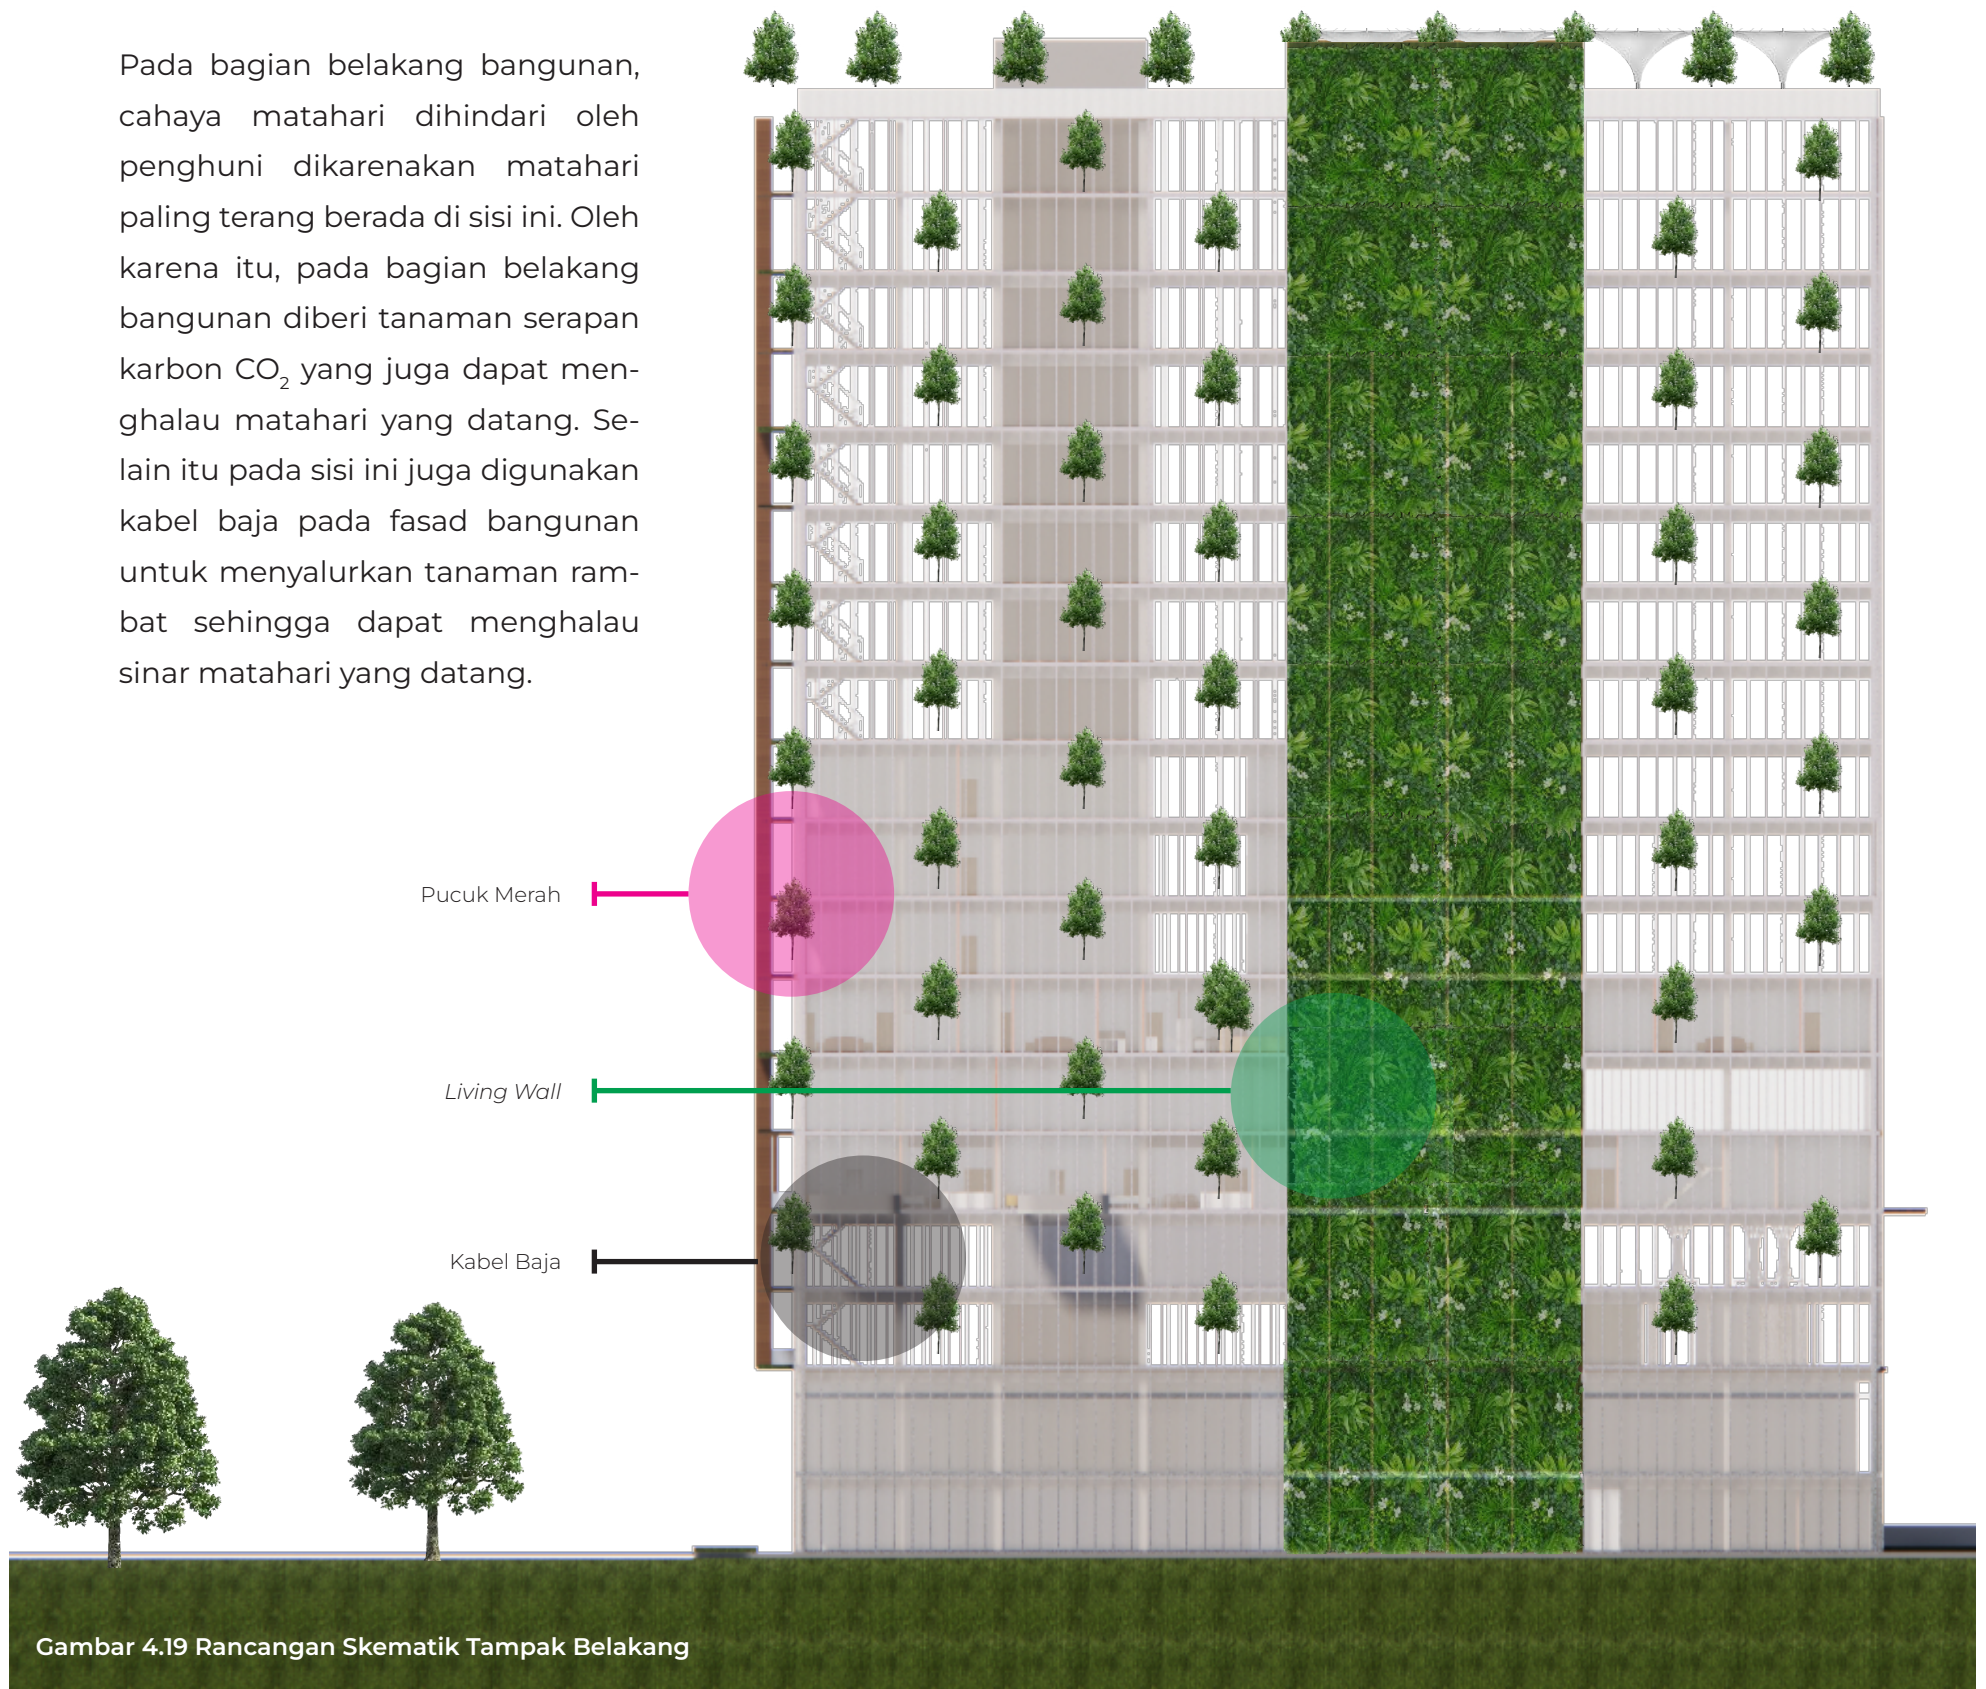 Pada bagian belakang bangunan,
cahaya matahari dihindari oleh
penghuni dikarenakan matahari
paling terang berada di sisi ini. Oleh
karena itu, pada bagian belakang
bangunan diberi tanaman serapan
karbon CO₂ yang juga dapat men-
ghalau matahari yang datang. Se-
lain itu pada sisi ini juga digunakan
kabel baja pada fasad bangunan
untuk menyalurkan tanaman ram-
bat sehingga dapat menghalau
sinar matahari yang datang.
Pucuk Merah
Living Wall
Kabel Baja
Gambar 4.19 Rancangan Skematik Tampak Belakang